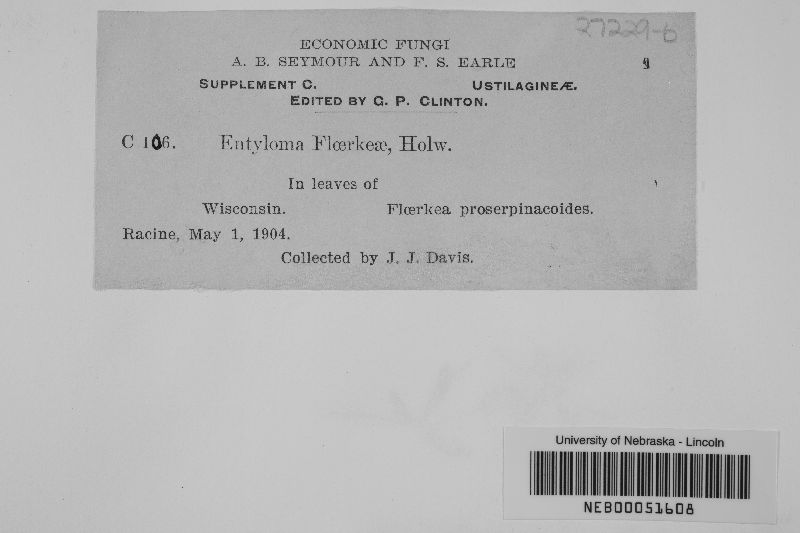 27229-b
ECONOMIC FUNGI
A. B. SEYMOUR AND F. S. EARLE
SUPPLEMENT C. USTILAGINEÆ.
EDITED BY G. P. CLINTON.
C 106. Entyloma Flœrkeæ, Holw.
In leaves of
Wisconsin. Flœrkea proserpinacoides.
Racine, May 1, 1904.
Collected by J. J. Davis.
University of Nebraska - Lincoln
NEB00051608